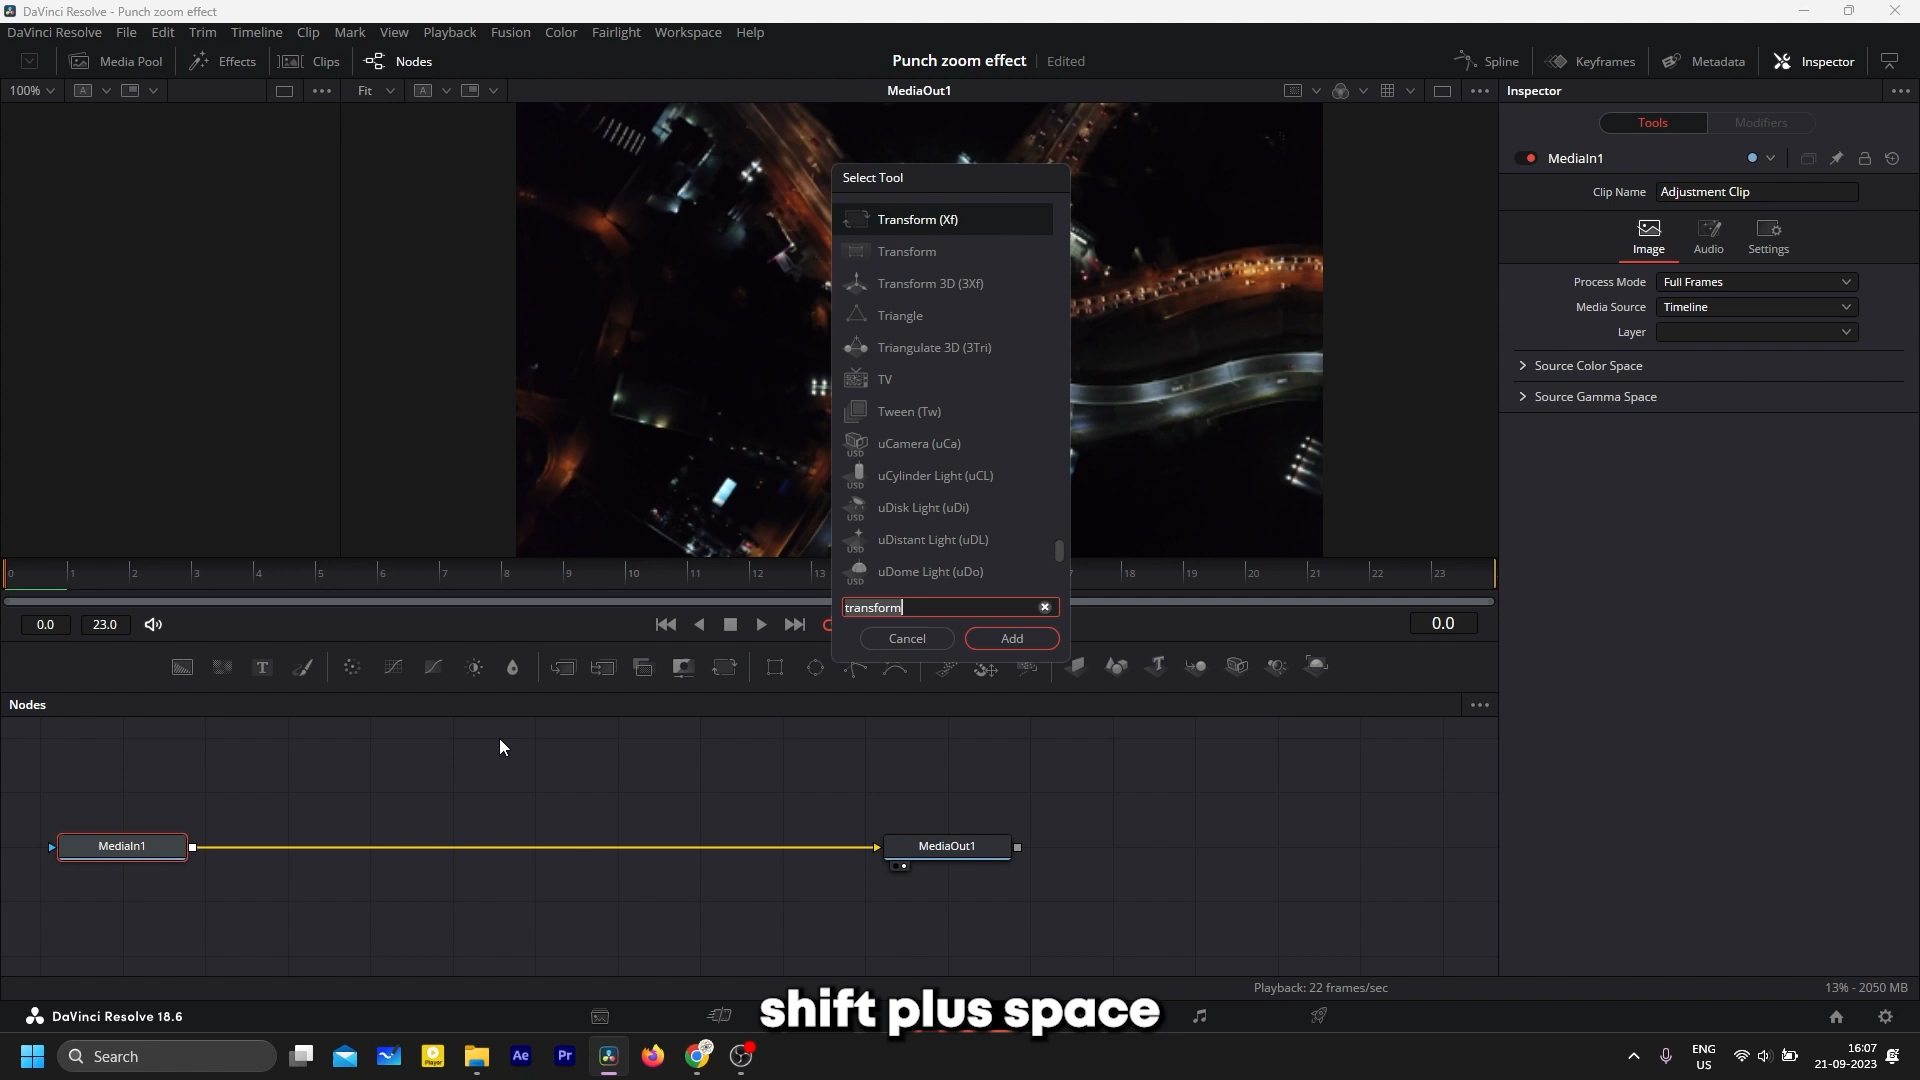 DaVinci Resolve - Punch zoom effect
DaVinci Resolve File Edit Trim Timeline Clip Mark View Playback Fusion Color Fairlight Workspace Help
Media Pool Effects Clips Nodes Punch zoom effect Edited Spline Keyframes Metadata Inspector
100% A Fit A MediaOut1 Inspector
Tools Modifiers
MediaIn1
Clip Name Adjustment Clip
Image Audio Settings
Process Mode Full Frames
Media Source Timeline
Layer
Source Color Space
Source Gamma Space
Select Tool
Transform (Xf)
Transform
Transform 3D (3Xf)
Triangle
Triangulate 3D (3Tri)
TV
Tween (Tw)
uCamera (uCa)
uCylinder Light (uCL)
uDisk Light (uDi)
uDistant Light (uDL)
uDome Light (uDo)
transform
Cancel Add
0 1 2 3 4 5 6 7 8 9 10 11 12 13 18 19 20 21 22 23
0.0 23.0 0.0
T T
Nodes
MediaIn1 MediaOut1
Playback: 22 frames/sec 13% - 2050 MB
shift plus space
DaVinci Resolve 18.6
Search Player Ae Pr ENG US 16:07 21-09-2023